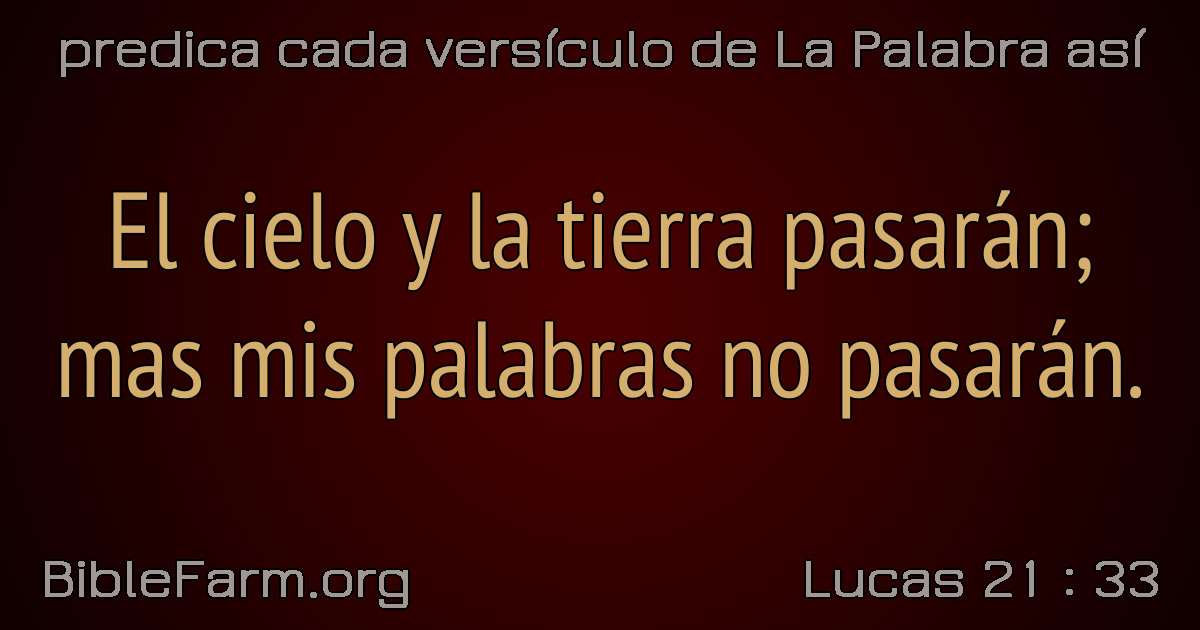 predica cada versículo de La Palabra así
El cielo y la tierra pasarán;
mas mis palabras no pasarán.
BibleFarm.org
Lucas 21 : 33